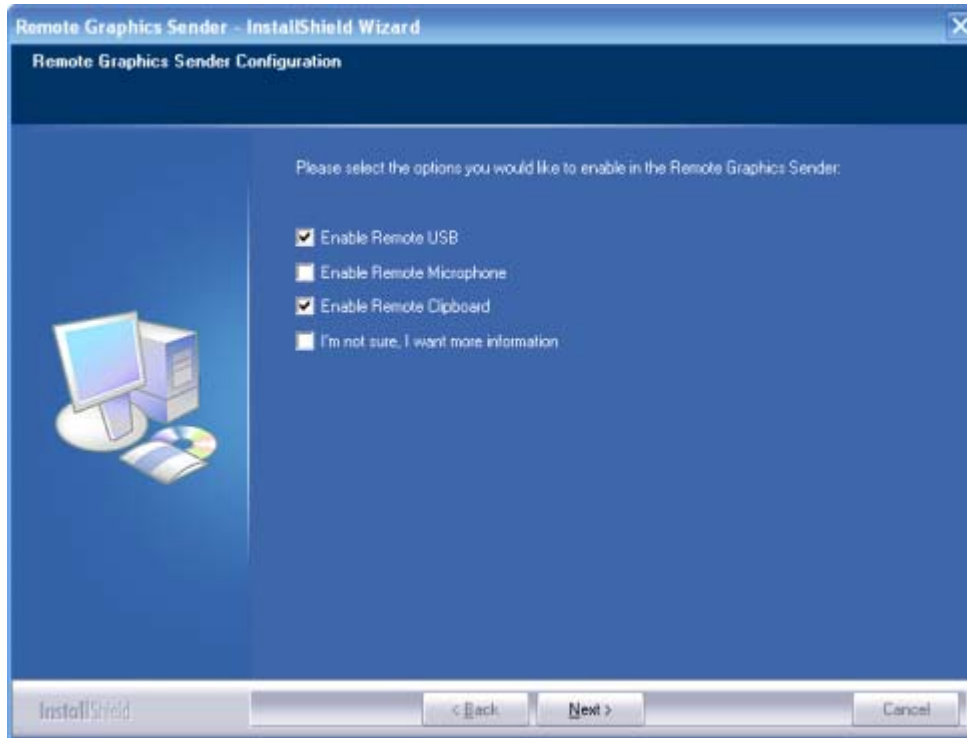 Remote Graphics Sender - InstallShield Wizard
Remote Graphics Sender Configuration
Please select the options you would like to enable in the Remote Graphics Sender:
Enable Remote USB
Enable Remote Microphone
Enable Remote Clipboard
I'm not sure, I want more information
InstallShield
< Back
Next >
Cancel